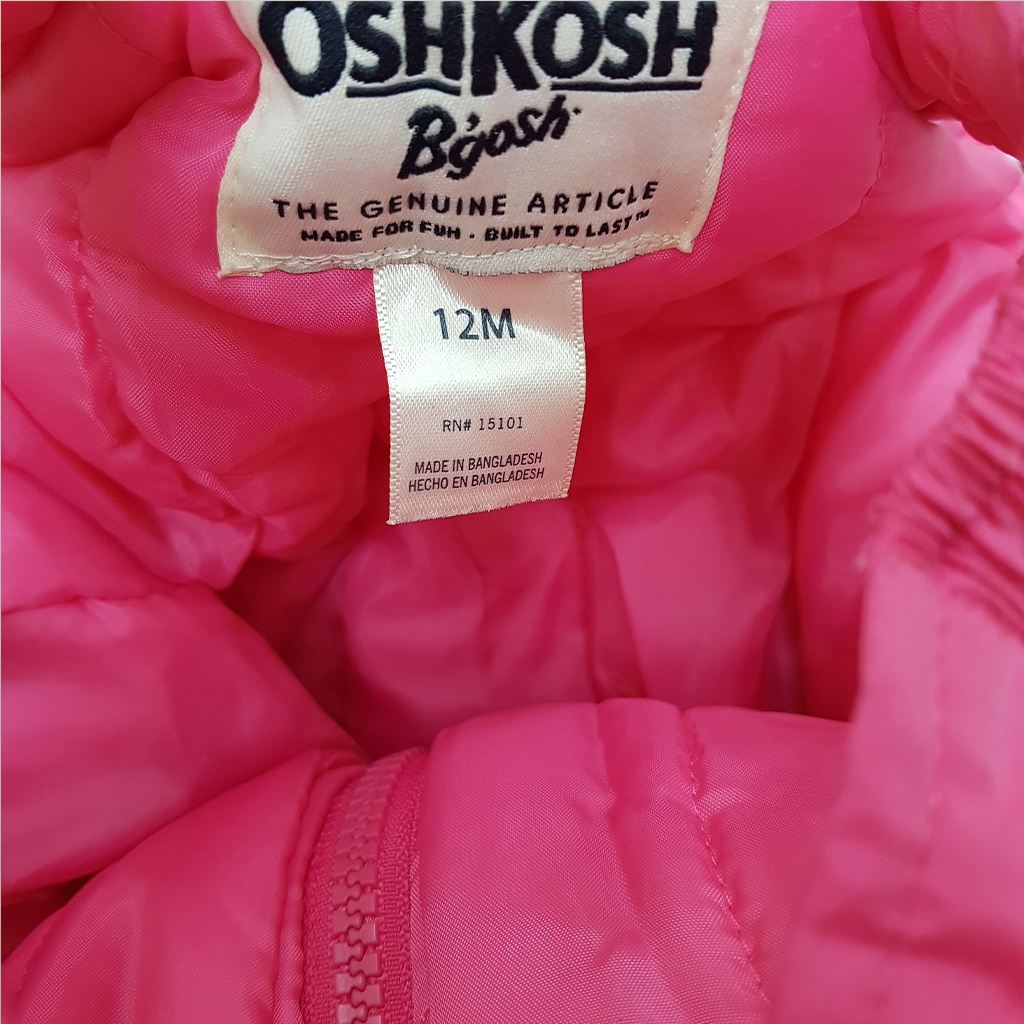 OSHKOSH
B'gosh
THE GENUINE ARTICLE
MADE FOR FUN · BUILT TO LAST™
12M
RN# 15101
MADE IN BANGLADESH
HECHO EN BANGLADESH